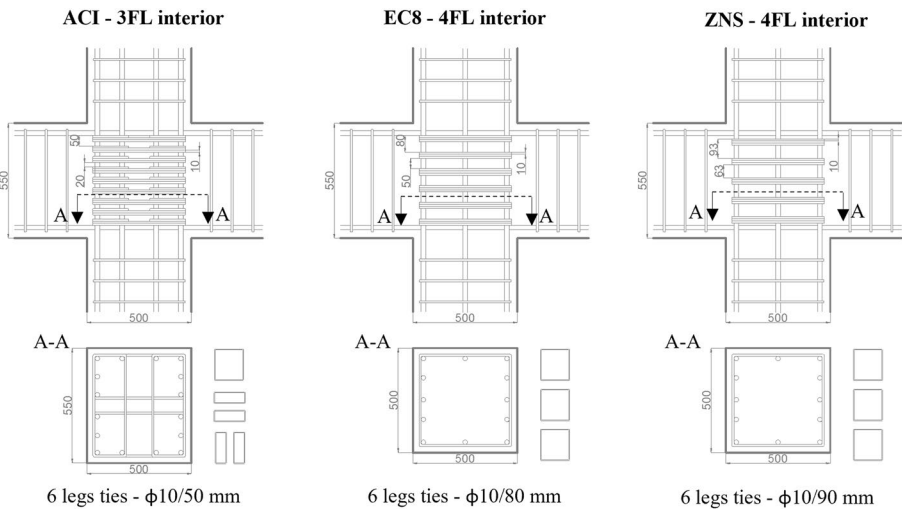 ACI - 3FL interior
EC8 - 4FL interior
ZNS - 4FL interior
550
50
20
10
A
A
500
550
80
50
10
A
A
500
550
93
63
10
A
A
500
A-A
550
500
A-A
500
500
A-A
500
500
6 legs ties - ϕ10/50 mm
6 legs ties - ϕ10/80 mm
6 legs ties - ϕ10/90 mm